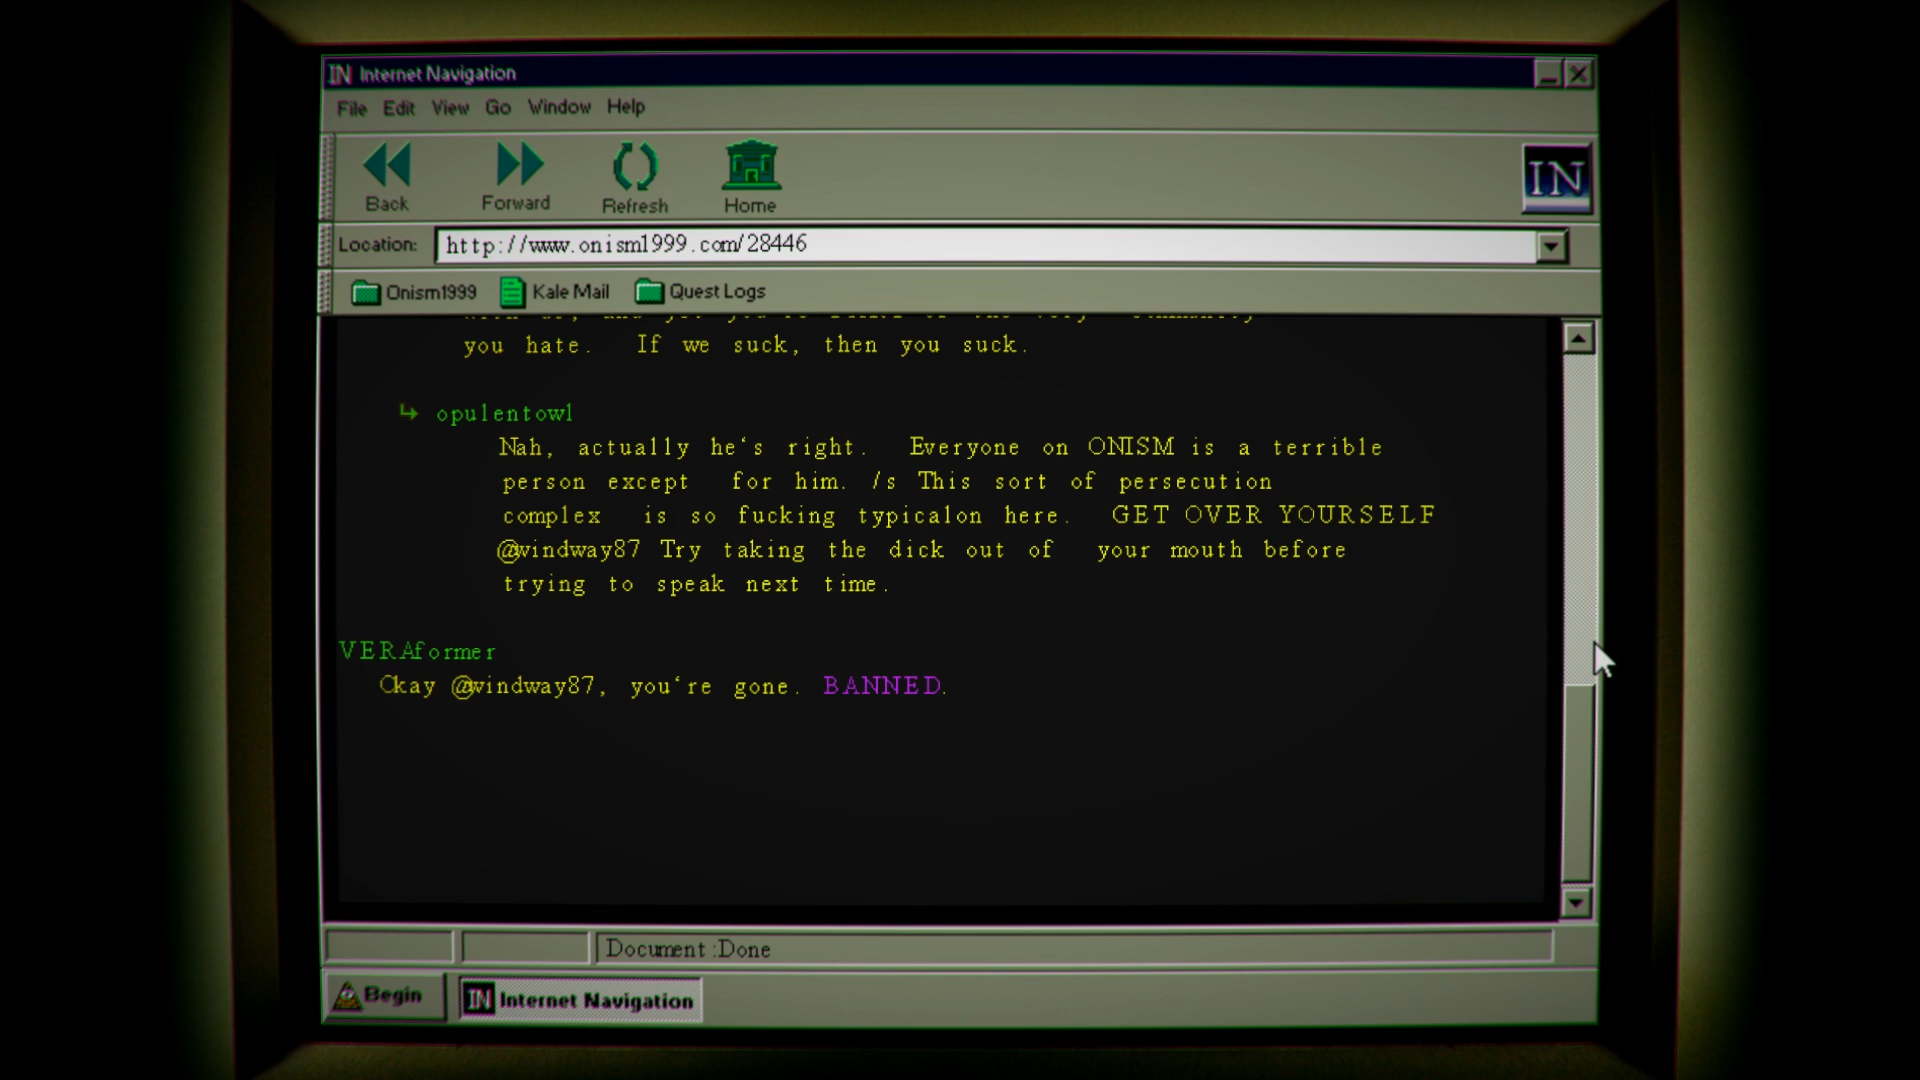 IN Internet Navigation
File Edit View Go Window Help
Back Forward Refresh Home
IN
Location: http://www.onism1999.com/28446
Onism1999 Kale Mail Quest Logs
you hate. If we suck, then you suck.
opulentowl
Nah, actually he's right. Everyone on ONISM is a terrible
person except for him. /s This sort of persecution
complex is so fucking typicalon here. GET OVER YOURSELF
@windway87 Try taking the dick out of your mouth before
trying to speak next time.
VERAformer
Okay @windway87, you're gone. BANNED.
Document :Done
Begin IN Internet Navigation